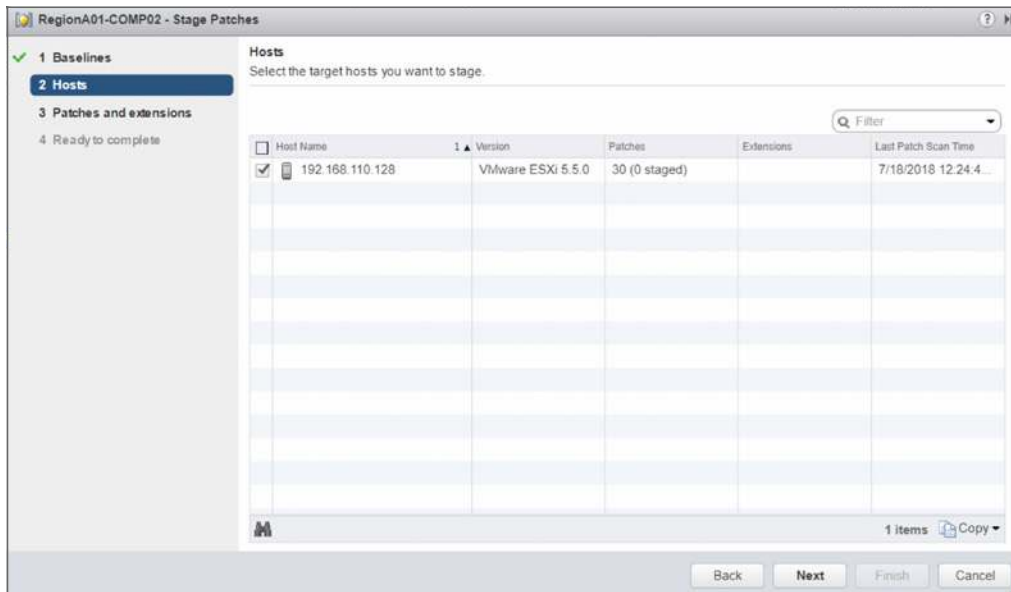 RegionA01-COMP02 - Stage Patches
?
1 Baselines
2 Hosts
3 Patches and extensions
4 Ready to complete
Hosts
Select the target hosts you want to stage.
Filter
Host Name 1 Version Patches Extensions Last Patch Scan Time
192.168.110.128 VMware ESXi 5.5.0 30 (0 staged) 7/18/2018 12:24:4...
1 items Copy
Back Next Finish Cancel